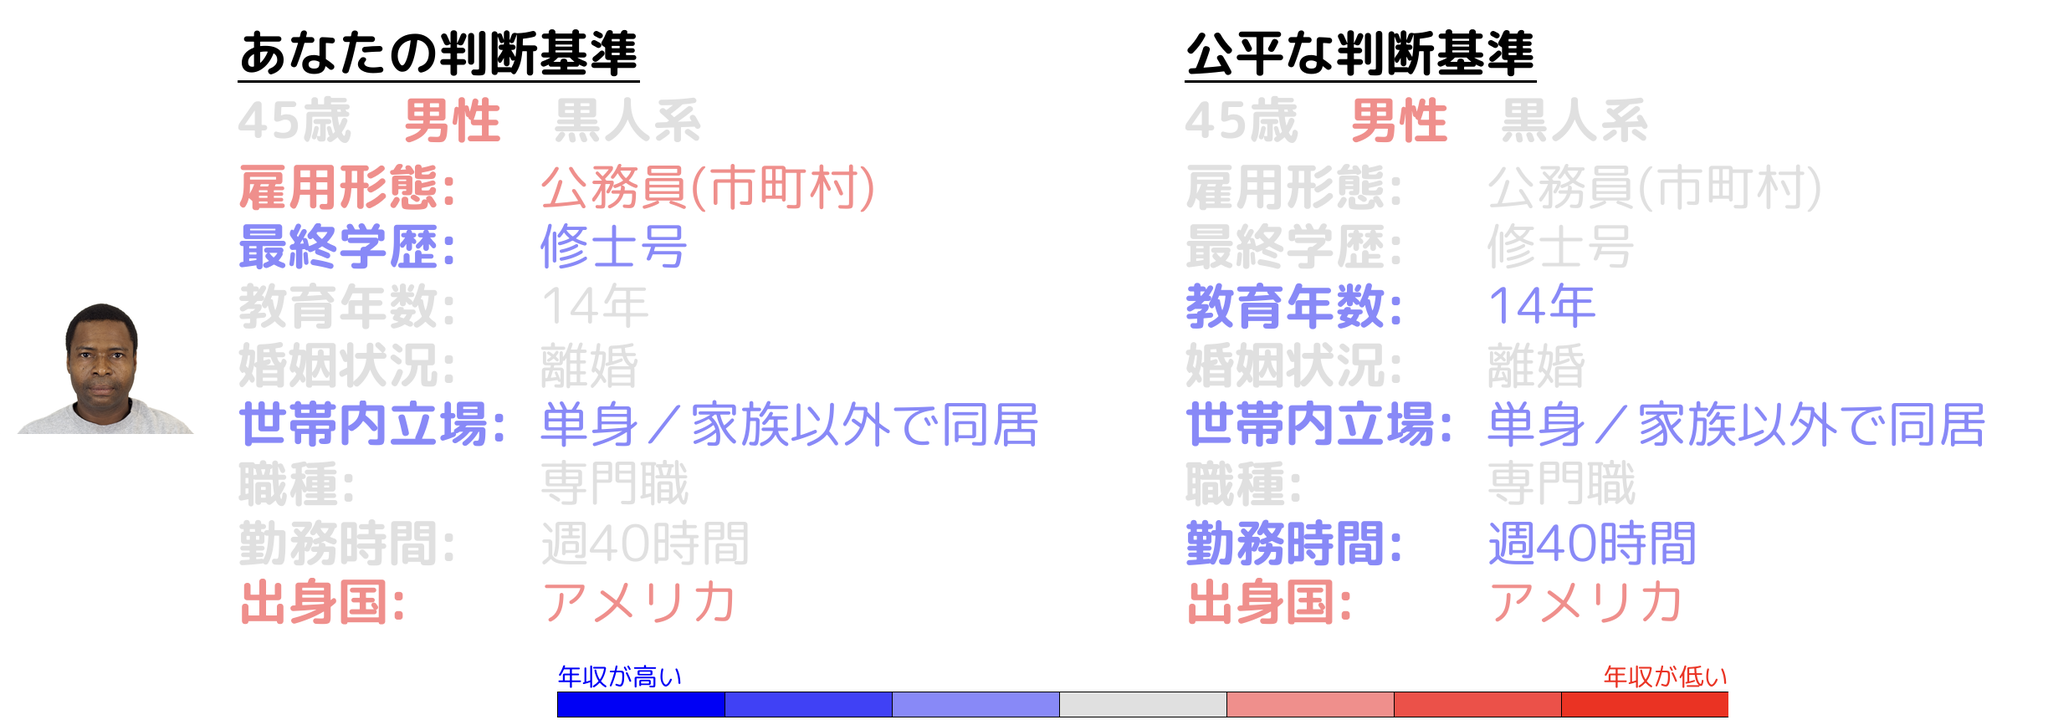 あなたの判断基準
45歳 男性 黒人系
雇用形態: 公務員(市町村)
最終学歴: 修士号
教育年数: 14年
婚姻状況: 離婚
世帯内立場: 単身／家族以外で同居
職種: 専門職
勤務時間: 週40時間
出身国: アメリカ
公平な判断基準
45歳 男性 黒人系
雇用形態: 公務員(市町村)
最終学歴: 修士号
教育年数: 14年
婚姻状況: 離婚
世帯内立場: 単身／家族以外で同居
職種: 専門職
勤務時間: 週40時間
出身国: アメリカ
年収が高い
年収が低い